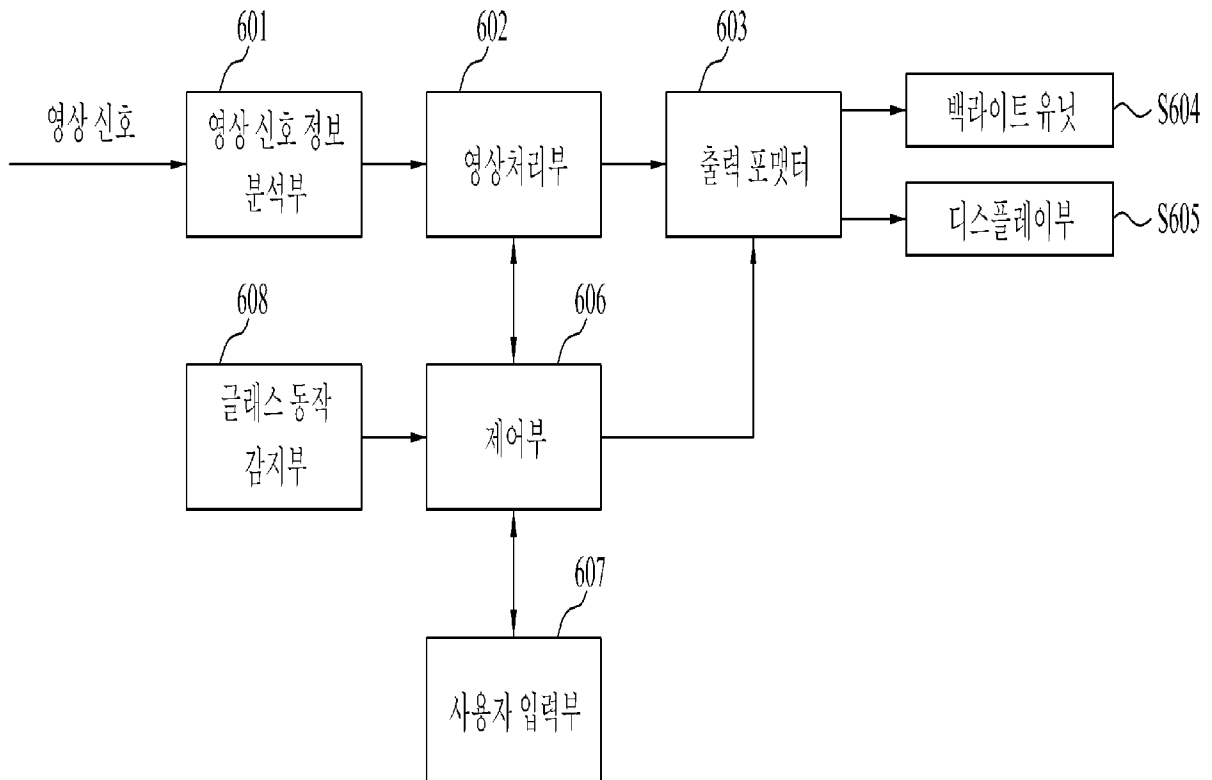 601
602
603
영상 신호
영상 신호 정보
분석부
영상처리부
출력 포맷터
백라이트 유닛
S604
디스플레이부
S605
608
606
글래스 동작
감지부
제어부
607
사용자 입력부